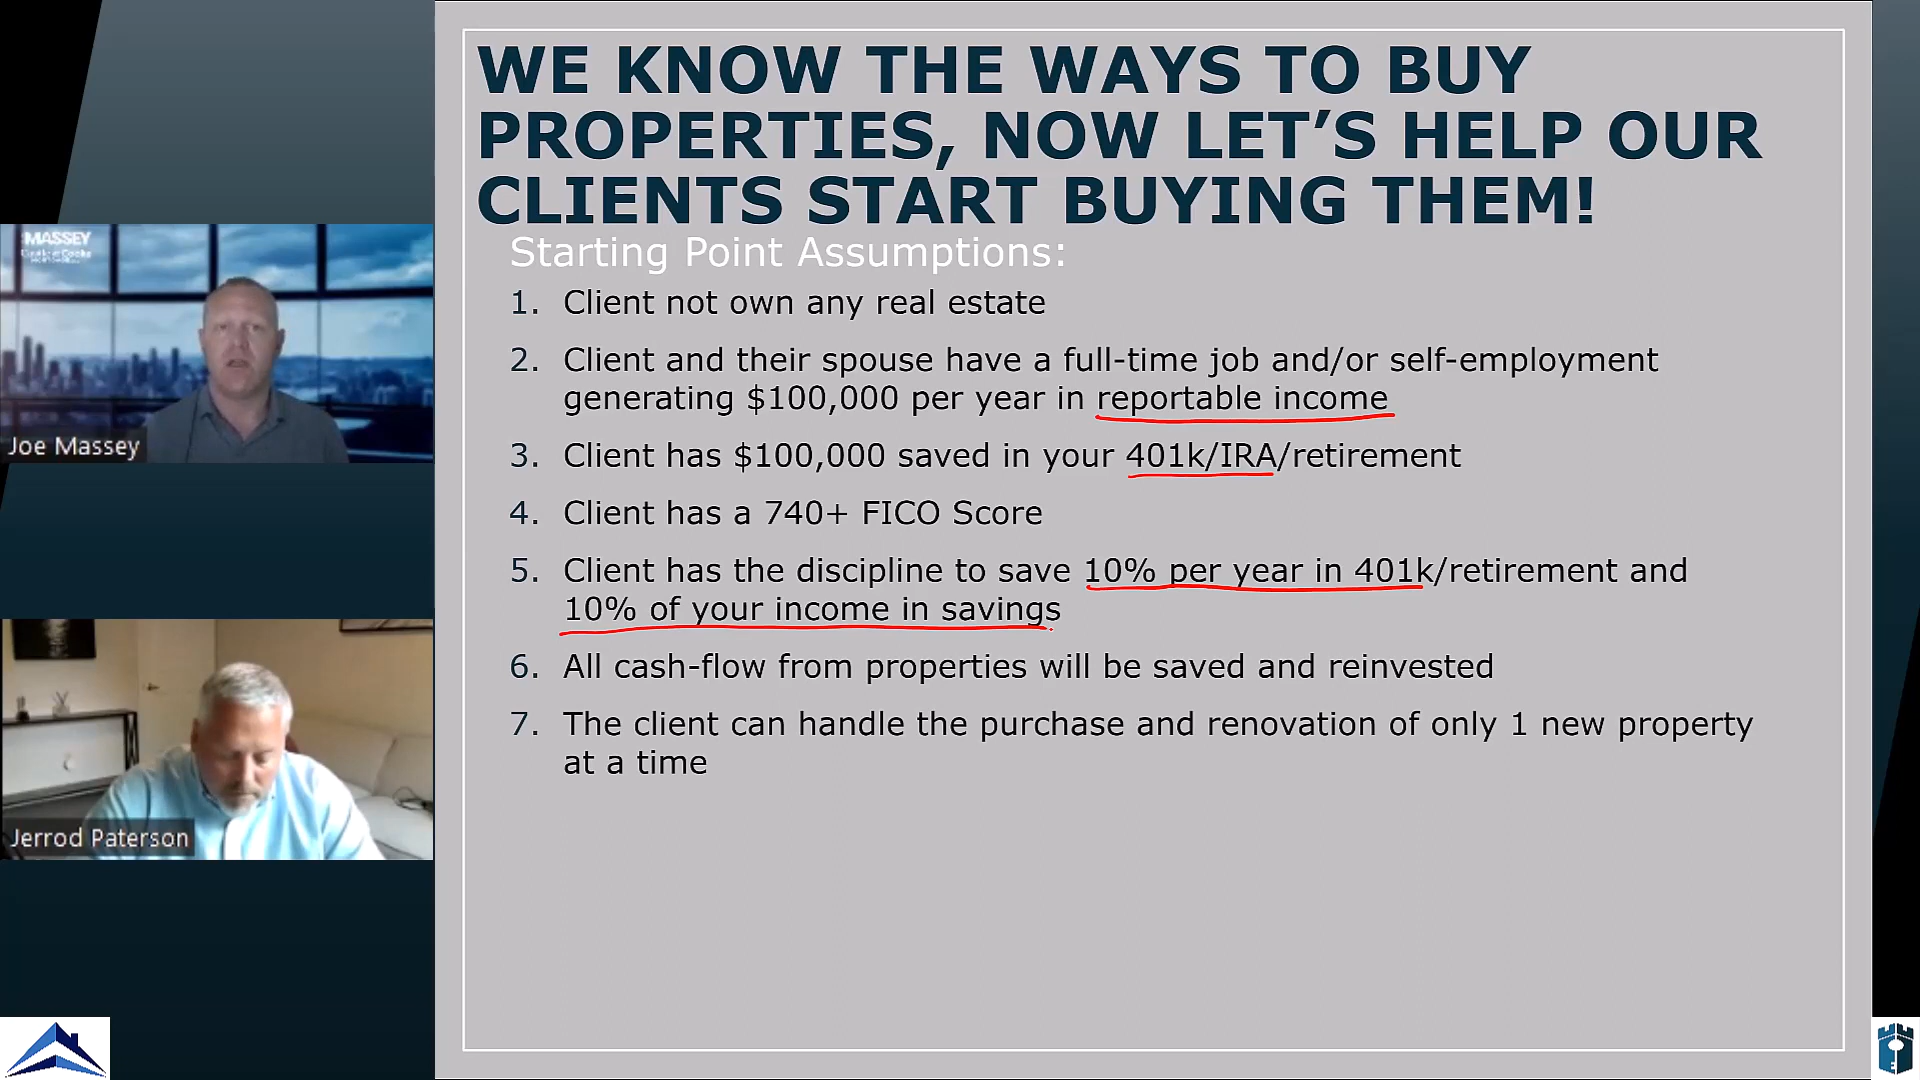 WE KNOW THE WAYS TO BUY
PROPERTIES, NOW LET’S HELP OUR
CLIENTS START BUYING THEM!
Starting Point Assumptions:
1. Client not own any real estate
2. Client and their spouse have a full-time job and/or self-employment
generating $100,000 per year in reportable income
3. Client has $100,000 saved in your 401k/IRA/retirement
4. Client has a 740+ FICO Score
5. Client has the discipline to save 10% per year in 401k/retirement and
10% of your income in savings
6. All cash-flow from properties will be saved and reinvested
7. The client can handle the purchase and renovation of only 1 new property
at a time
MASSEY
Joe Massey
Jerrod Paterson